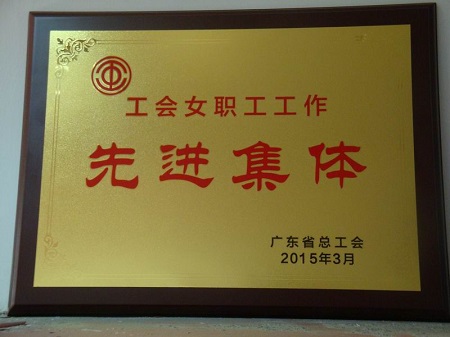 工会女职工工作
先进集体
广东省总工会
2015年3月